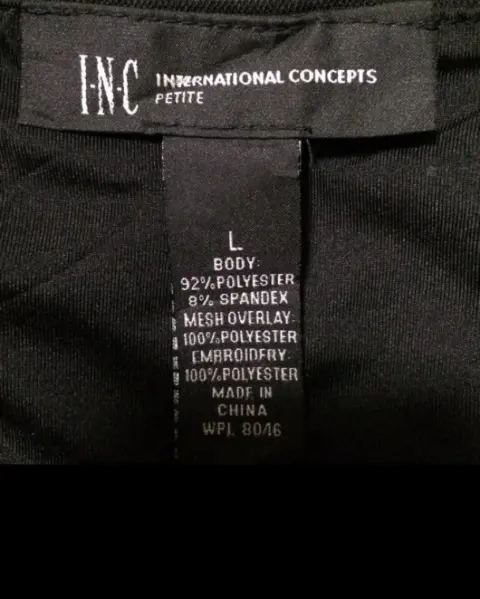 I·N·C INTERNATIONAL CONCEPTS
PETITE
L
BODY:
92% POLYESTER
8% SPANDEX
MESH OVERLAY:
100% POLYESTER
EMBROIDERY:
100% POLYESTER
MADE IN
CHINA
WPL 8046